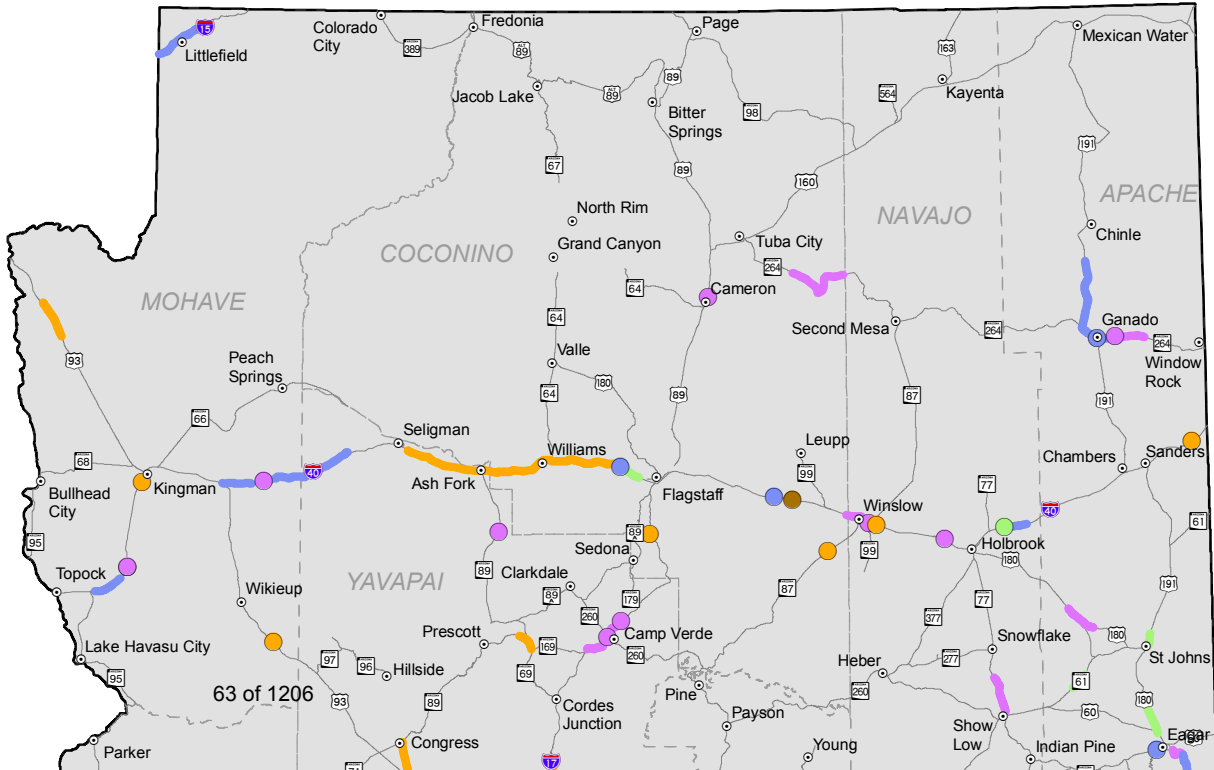 15
Littlefield
Colorado
City
389
Fredonia
ALT
89
Page
163
Mexican Water
Jacob Lake
ALT
89
89
Bitter
Springs
98
564
Kayenta
191
67
89
160
North Rim
Grand Canyon
COCONINO
NAVAJO
APACHE
Tuba City
264
Chinle
MOHAVE
64
Cameron
64
Second Mesa
264
Ganado
264
Window
Rock
93
Peach
Springs
Valle
180
64
89
87
191
66
Seligman
Williams
Leupp
68
40
99
Chambers
Sanders
Bullhead
City
Kingman
Ash Fork
Flagstaff
77
Winslow
40
61
95
89
99
Holbrook
180
Topock
Sedona
89
Clarkdale
YAVAPAI
Wikieup
89
179
87
77
191
260
377
Prescott
169
Camp Verde
260
Snowflake
180
Lake Havasu City
97
96
Hillside
69
Heber
277
St Johns
95
63 of 1206
93
89
Cordes
Junction
Pine
260
61
180
Payson
Show
Low
60
Eagar
Parker
Congress
17
Young
Indian Pine